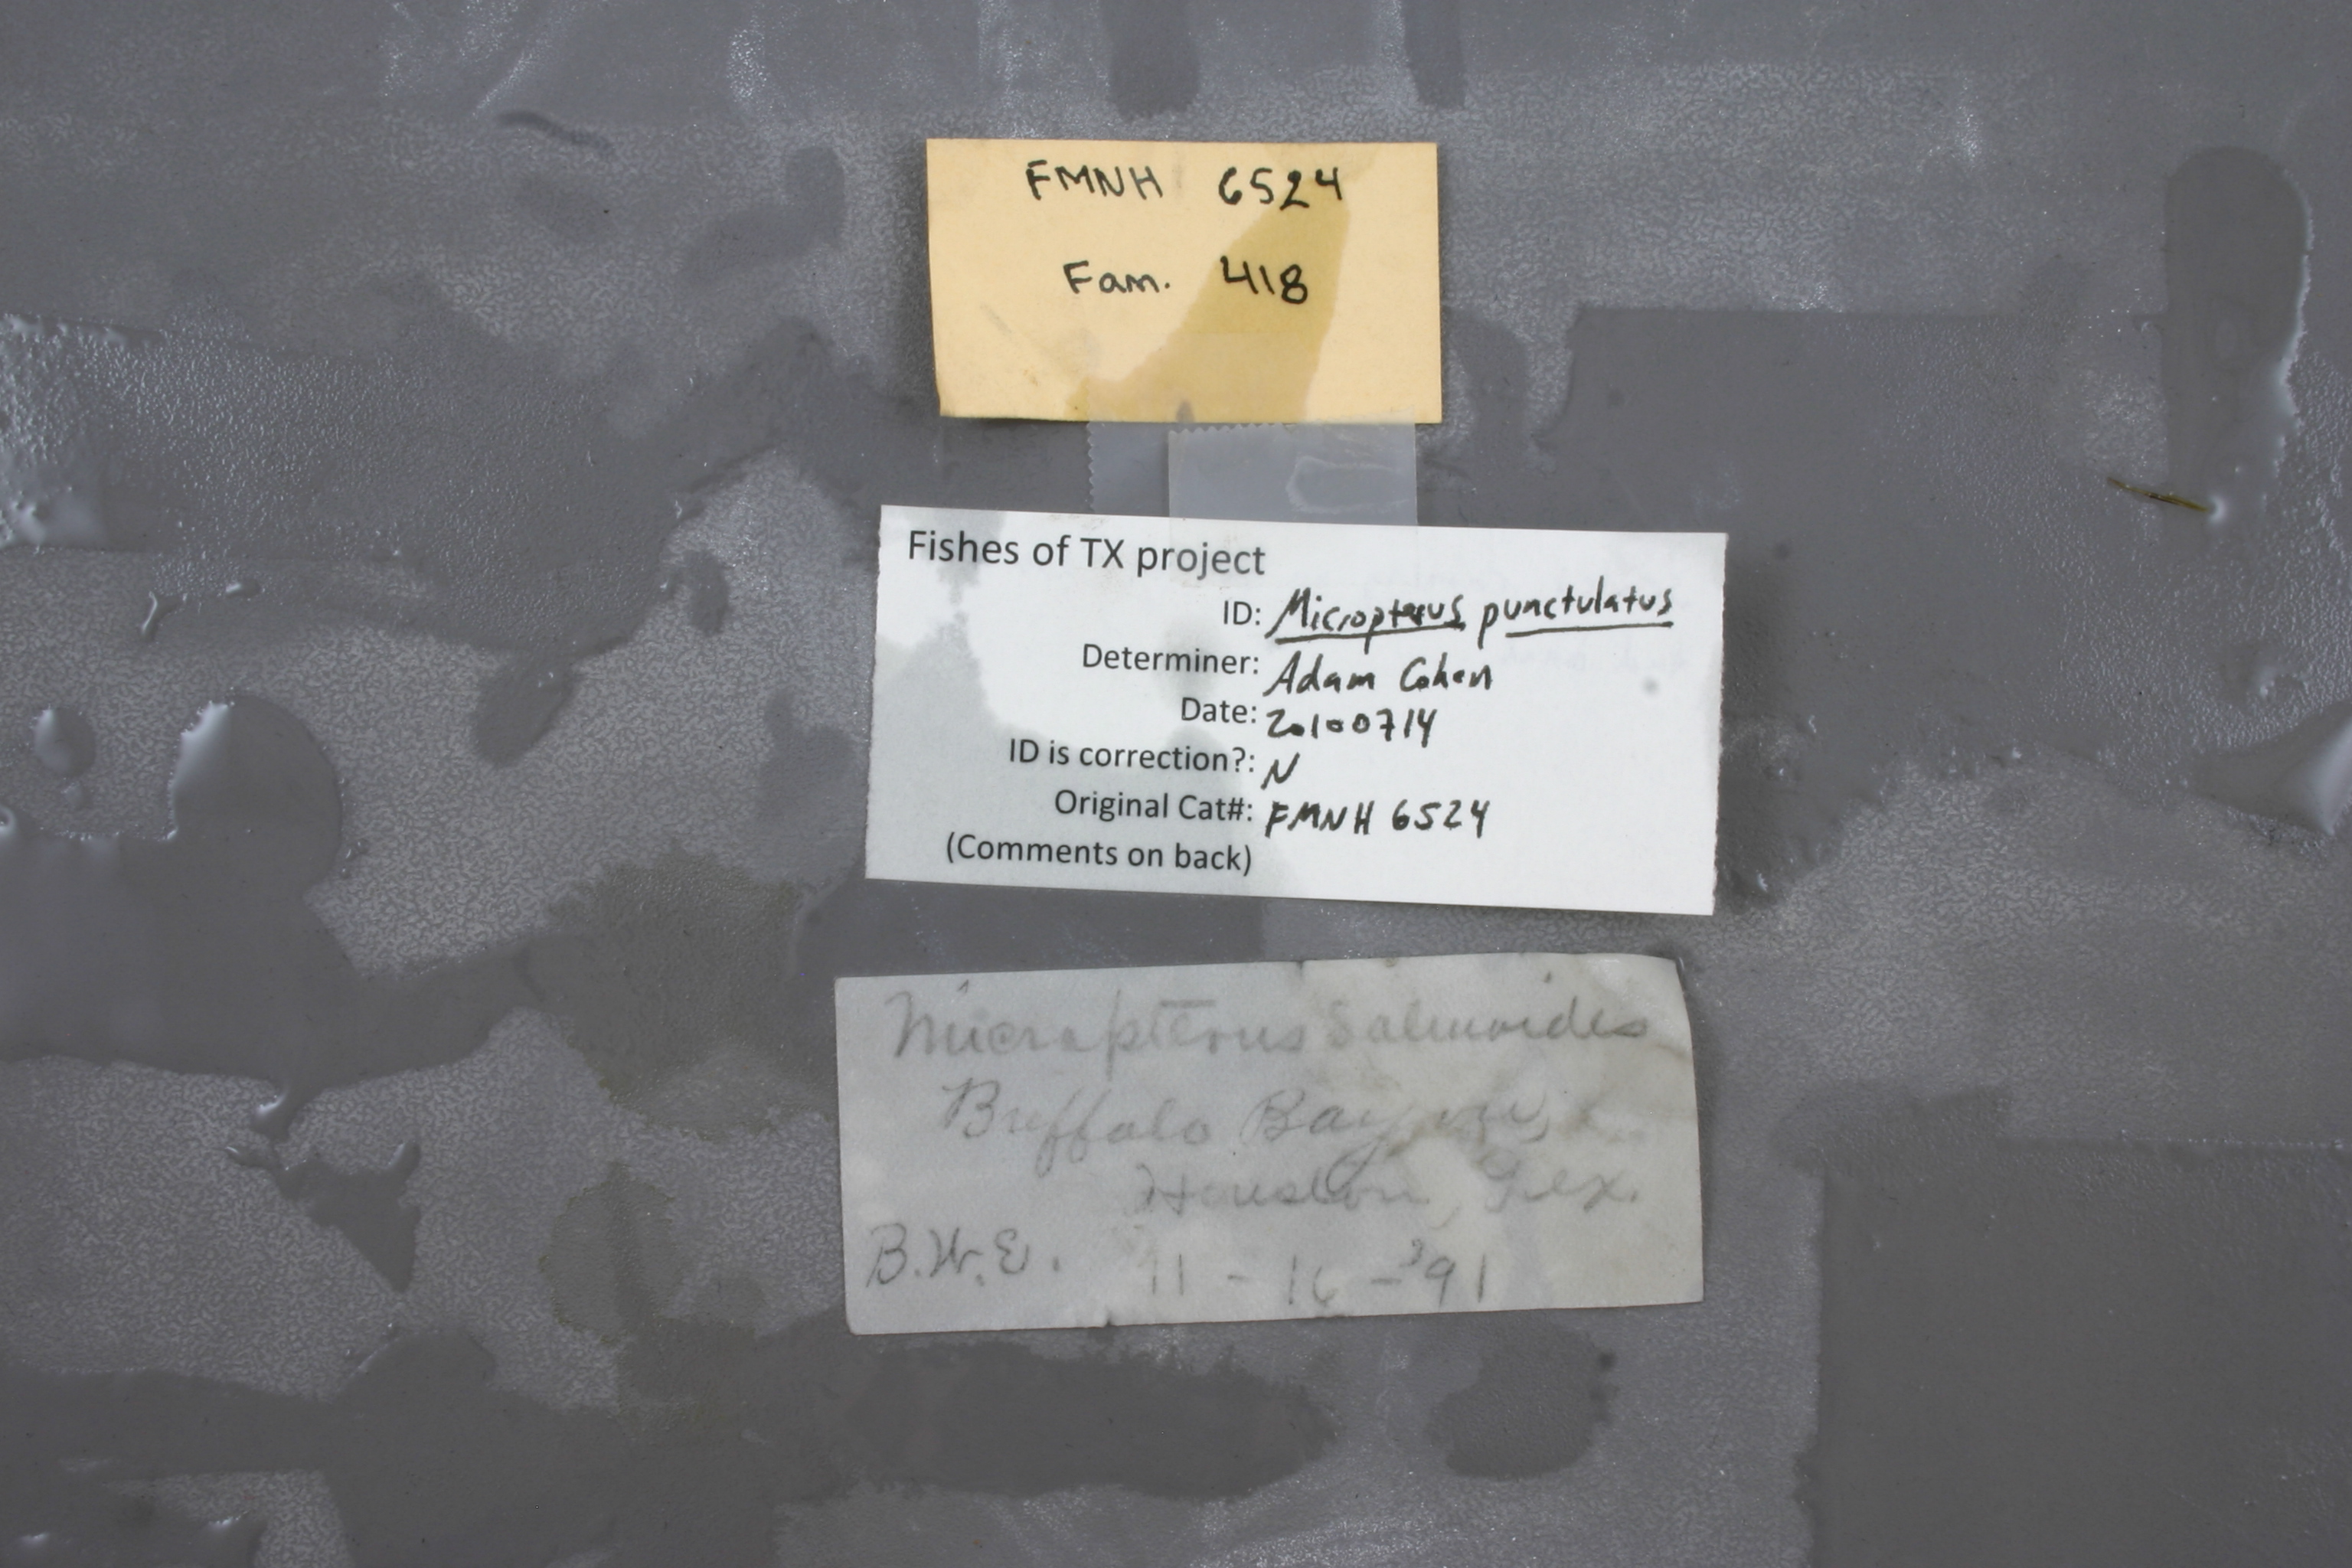 FMNH 6524
Fam. 418
Fishes of TX project
ID: Micropterus punctulatus
Determiner: Adam Cohen
Date: 20100714
ID is correction?: N
Original Cat#: FMNH 6524
(Comments on back)
Micropterus Salmoides
Buffalo Bayou,
Houston, Tex.
B.W.E. 11 - 16 - '91